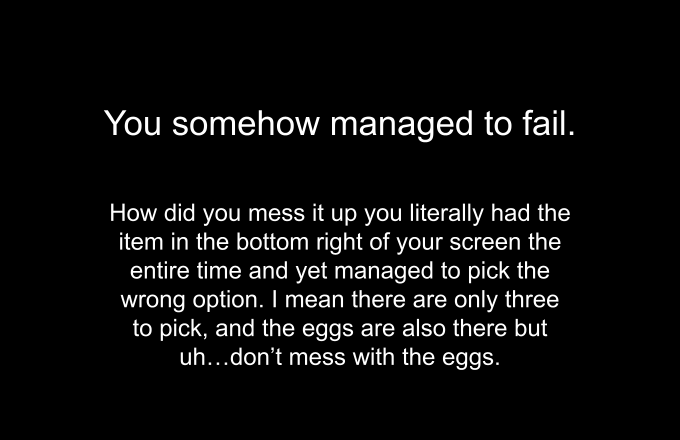 You somehow managed to fail.
How did you mess it up you literally had the
item in the bottom right of your screen the
entire time and yet managed to pick the
wrong option. I mean there are only three
to pick, and the eggs are also there but
uh…don’t mess with the eggs.